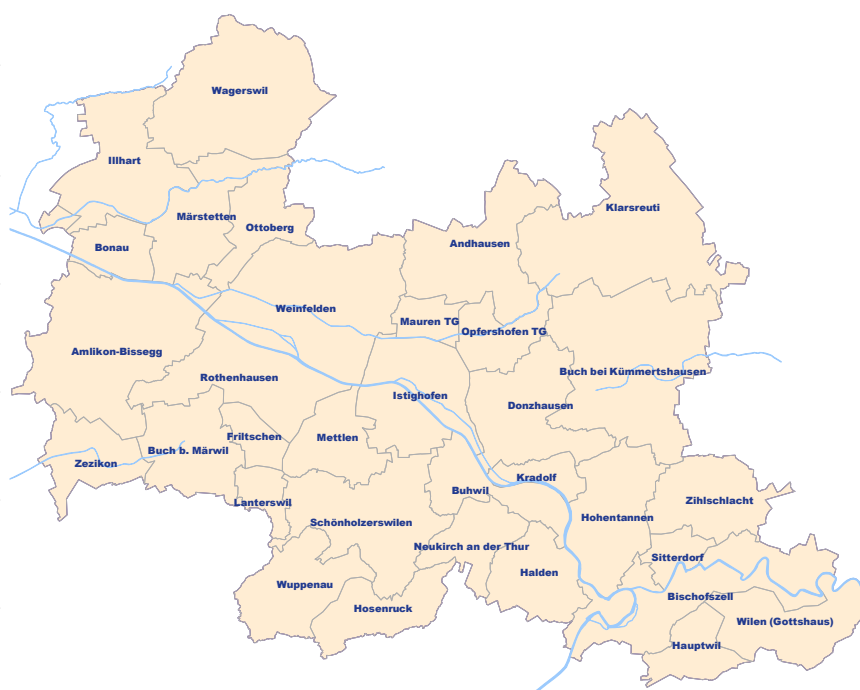 Wagerswil
Illhart
Klarsreuti
Märstetten
Ottoberg
Andhausen
Bonau
Weinfelden
Mauren TG
Opfershofen TG
Amlikon-Bissegg
Buch bei Kümmertshausen
Rothenhausen
Istighofen
Donzhausen
Friltschen
Mettlen
Buch b. Märwil
Zezikon
Kradolf
Buhwil
Lanterswil
Zihlschlacht
Hohentannen
Schönholzerswilen
Neukirch an der Thur
Sitterdorf
Halden
Wuppenau
Bischofszell
Hosenruck
Wilen (Gottshaus)
Hauptwil